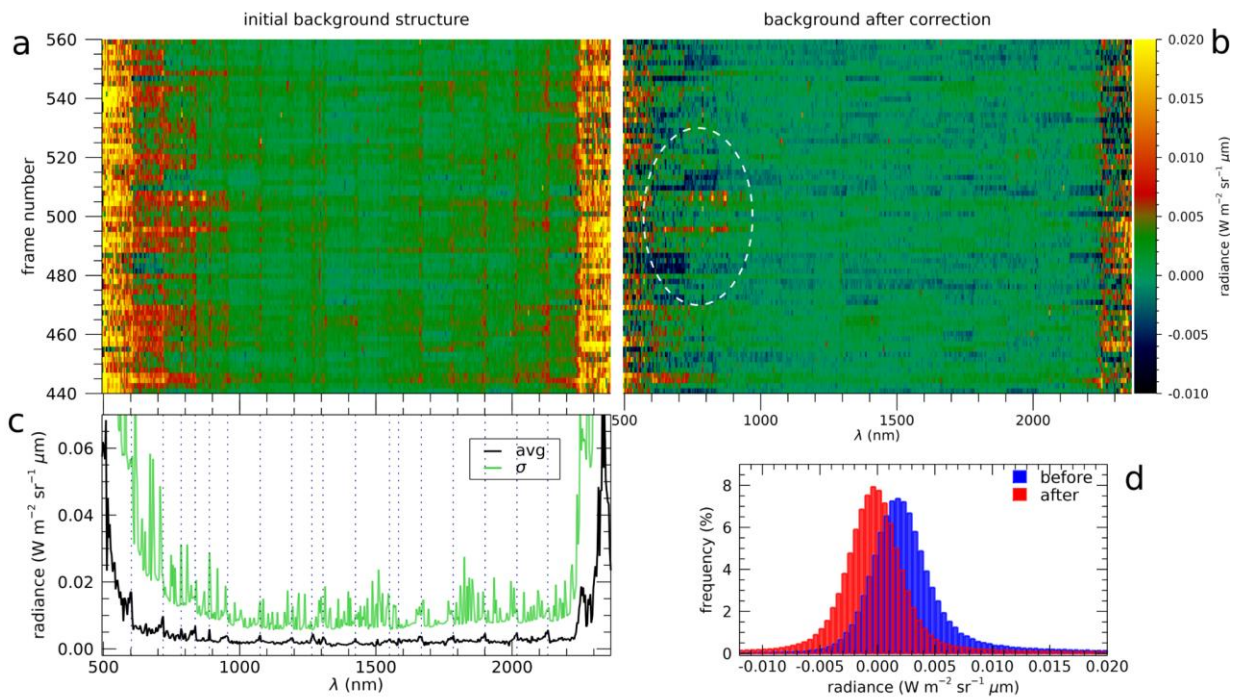 initial background structure
background after correction
a
b
560
540
520
500
480
460
440
frame number
0.020
0.015
0.010
0.005
0.000
-0.005
-0.010
radiance (W m⁻² sr⁻¹ μm)
500
1000
1500
2000
λ (nm)
c
0.06
0.04
0.02
0.00
radiance (W m⁻² sr⁻¹ μm)
avg
σ
500
1000
1500
2000
λ (nm)
d
before
after
8
6
4
2
0
frequency (%)
-0.010
-0.005
0.000
0.005
0.010
0.015
0.020
radiance (W m⁻² sr⁻¹ μm)